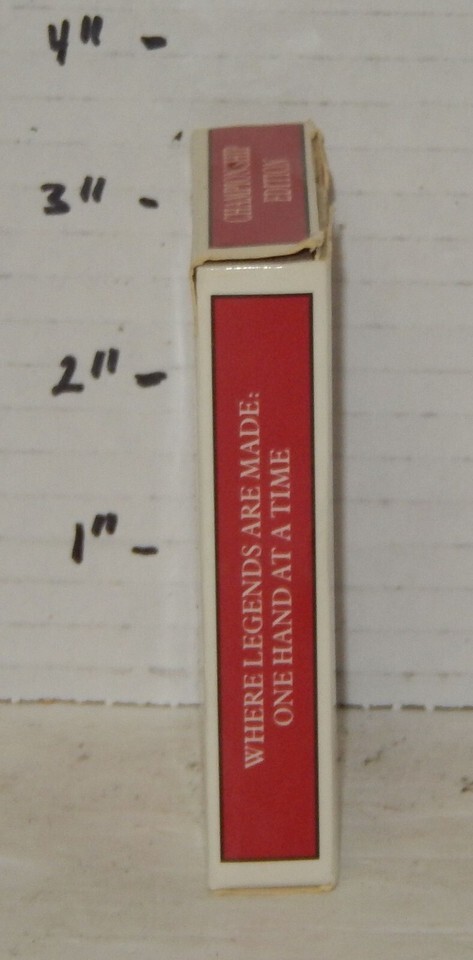 4" -
3" -
2" -
1" -
CHAMPIONSHIP
EDITION
WHERE LEGENDS ARE MADE:
ONE HAND AT A TIME